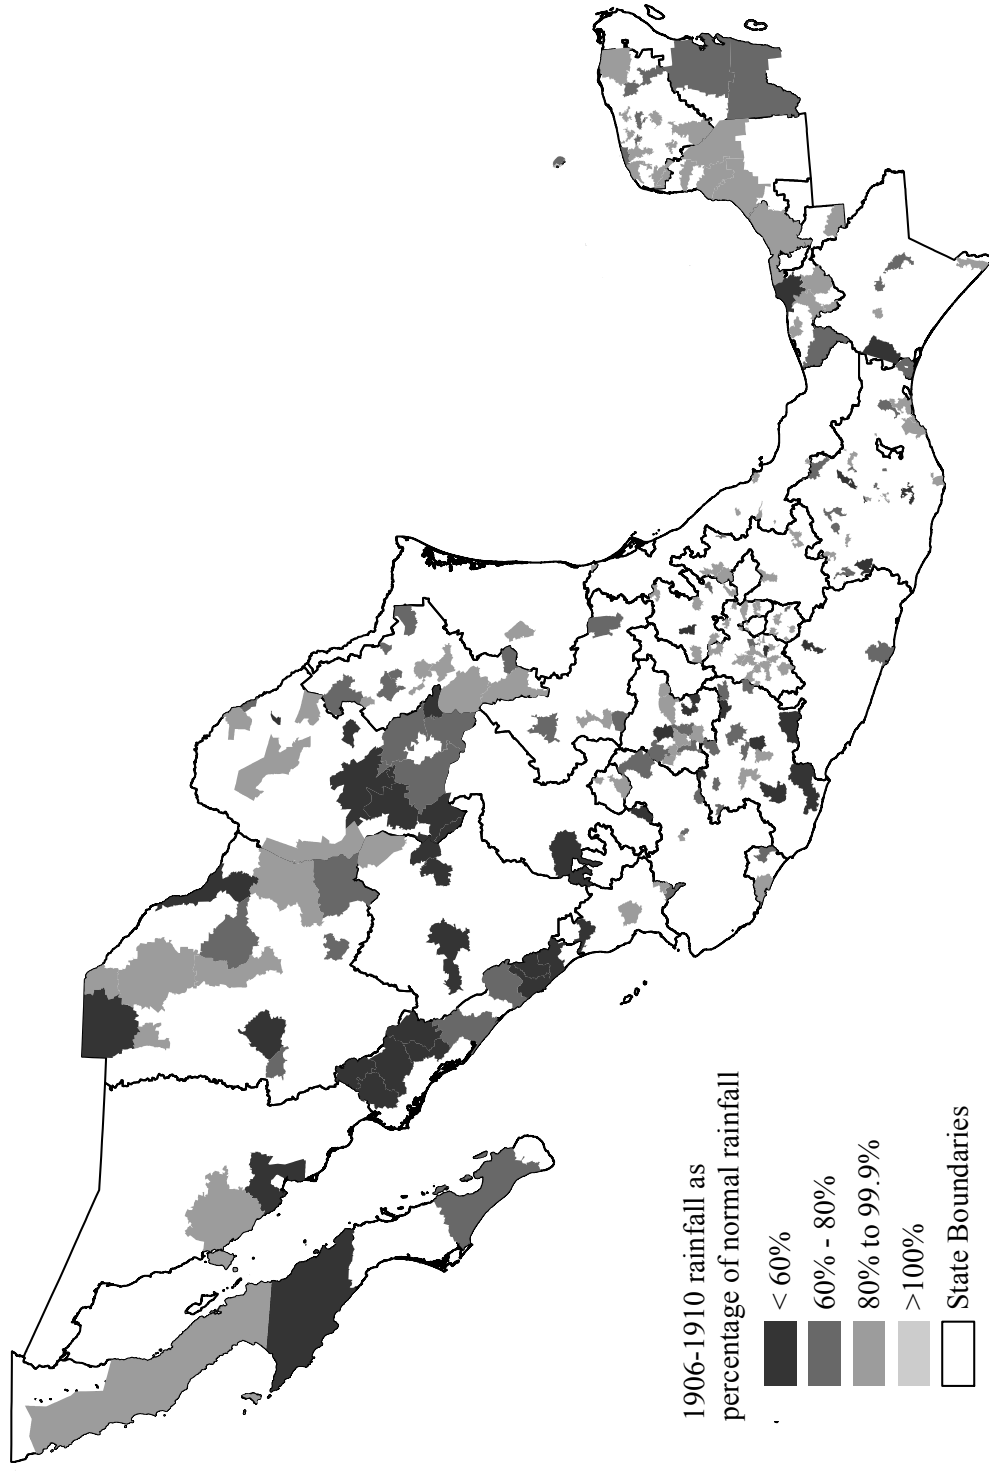 1906-1910 rainfall as
percentage of normal rainfall
< 60%
60% - 80%
80% to 99.9%
>100%
State Boundaries